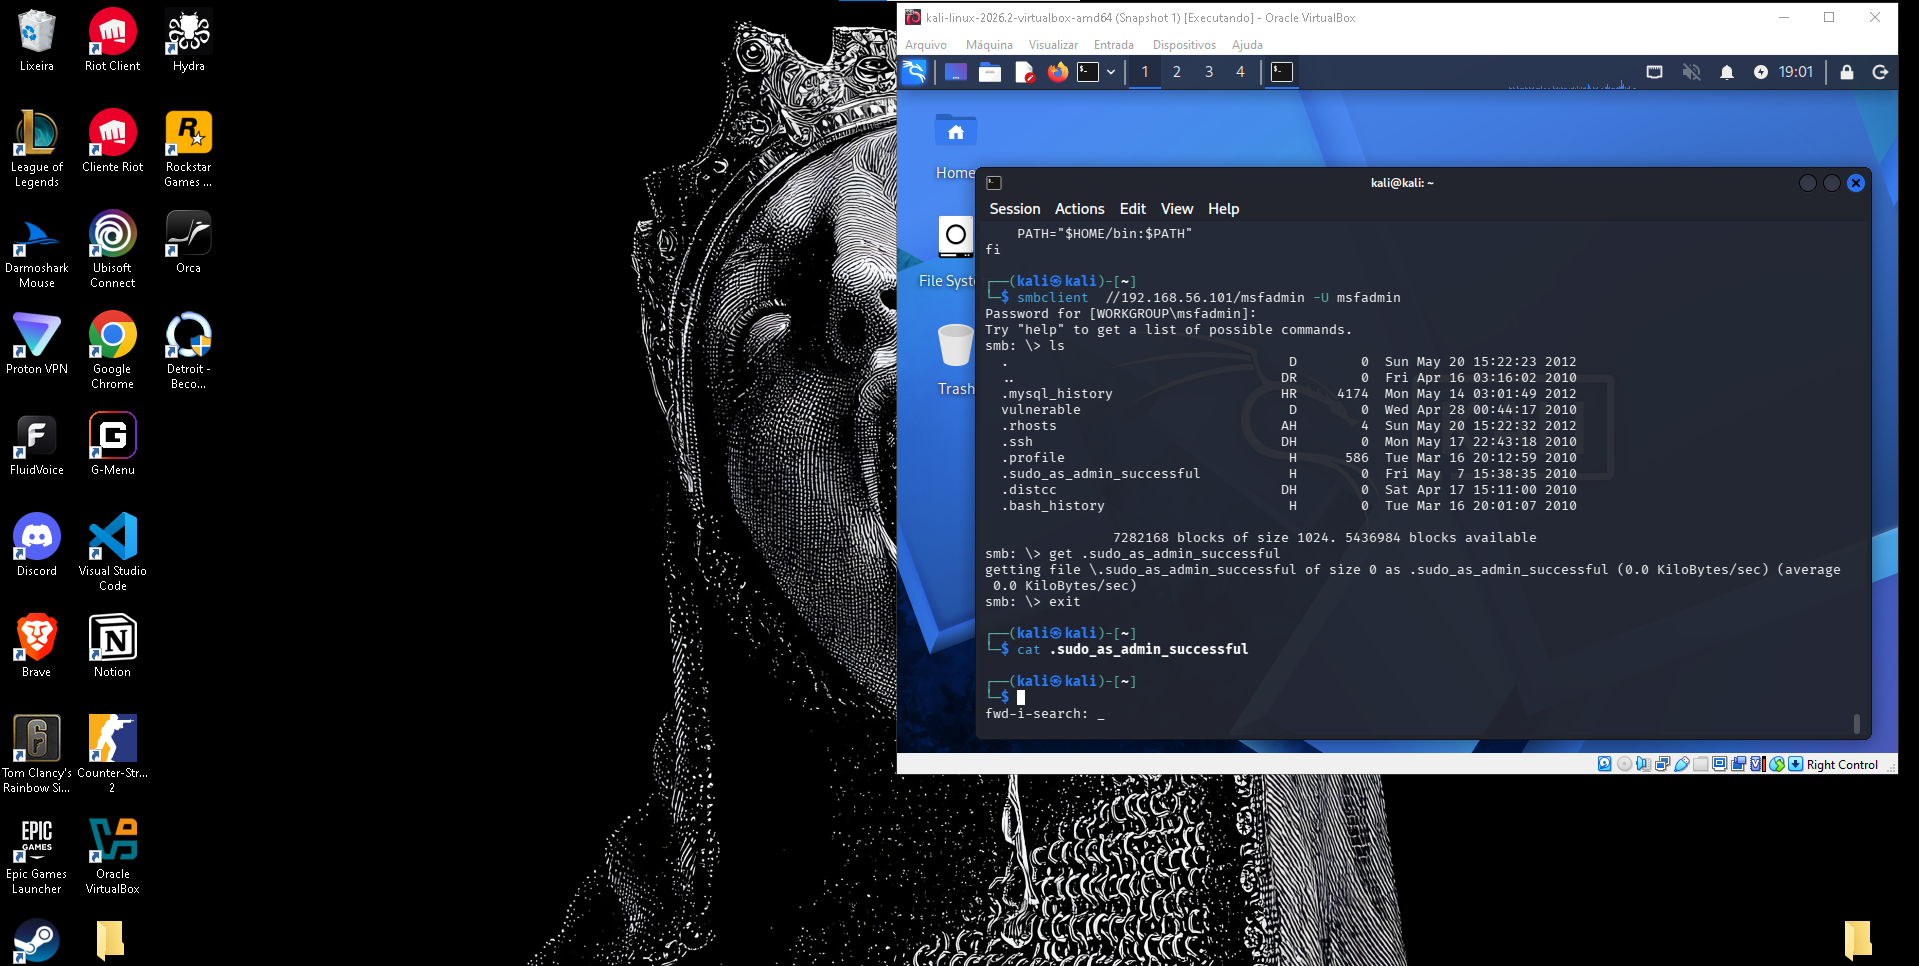 Lixeira
Riot Client
Hydra
League of
Legends
Cliente Riot
Rockstar
Games ...
Darmoshark
Mouse
Ubisoft
Connect
Orca
Proton VPN
Google
Chrome
Detroit -
Beco...
FluidVoice
G-Menu
Discord
Visual Studio
Code
Brave
Notion
Tom Clancy's
Rainbow Si...
Counter-Str...
2
EPIC
GAMES
Epic Games
Launcher
Oracle
VirtualBox
kali-linux-2026.2-virtualbox-amd64 (Snapshot 1) [Executando] - Oracle VirtualBox
Arquivo Máquina Visualizar Entrada Dispositivos Ajuda
1 2 3 4 19:01
Home
File Syst
Trash
kali@kali: ~
Session Actions Edit View Help
PATH="$HOME/bin:$PATH"
fi
┌──(kali㉿kali)-[~]
└─$ smbclient  //192.168.56.101/msfadmin -U msfadmin
Password for [WORKGROUP\msfadmin]:
Try "help" to get a list of possible commands.
smb: \> ls
. D 0 Sun May 20 15:22:23 2012
.. DR 0 Fri Apr 16 03:16:02 2010
.mysql_history HR 4174 Mon May 14 03:01:49 2012
vulnerable D 0 Wed Apr 28 00:44:17 2010
.rhosts AH 4 Sun May 20 15:22:32 2012
.ssh DH 0 Mon May 17 22:43:18 2010
.profile H 586 Tue Mar 16 20:12:59 2010
.sudo_as_admin_successful H 0 Fri May  7 15:38:35 2010
.distcc DH 0 Sat Apr 17 15:11:00 2010
.bash_history H 0 Tue Mar 16 20:01:07 2010
7282168 blocks of size 1024. 5436984 blocks available
smb: \> get .sudo_as_admin_successful
getting file \.sudo_as_admin_successful of size 0 as .sudo_as_admin_successful (0.0 KiloBytes/sec) (average
0.0 KiloBytes/sec)
smb: \> exit
┌──(kali㉿kali)-[~]
└─$ cat .sudo_as_admin_successful
┌──(kali㉿kali)-[~]
└─$
fwd-i-search: _
Right Control